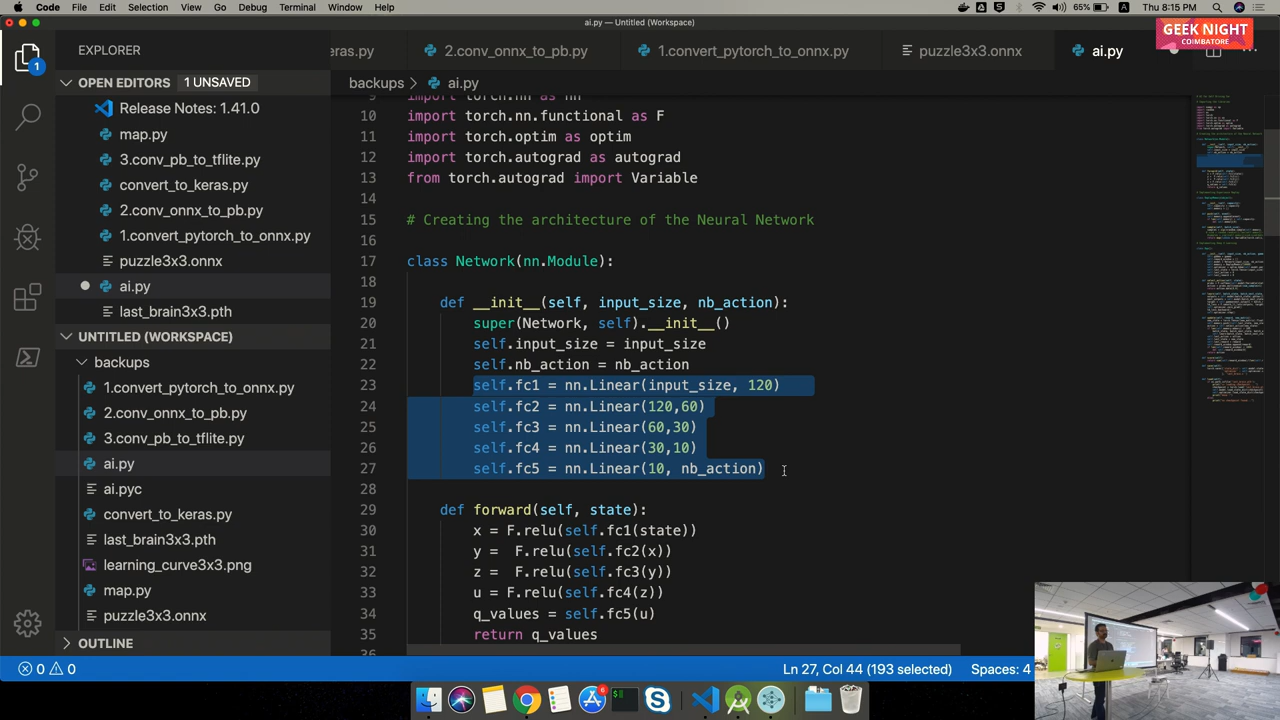 Code File Edit Selection View Go Debug Terminal Window Help 65% Thu 8:15 PM
ai.py — Untitled (Workspace)
GEEK NIGHT
COIMBATORE
EXPLORER
OPEN EDITORS 1 UNSAVED
Release Notes: 1.41.0
map.py
3.conv_pb_to_tflite.py
convert_to_keras.py
2.conv_onnx_to_pb.py
1.convert_pytorch_to_onnx.py
puzzle3x3.onnx
ai.py
last_brain3x3.pth
UNTITLED (WORKSPACE)
backups
1.convert_pytorch_to_onnx.py
2.conv_onnx_to_pb.py
3.conv_pb_to_tflite.py
ai.py
ai.pyc
convert_to_keras.py
last_brain3x3.pth
learning_curve3x3.png
map.py
puzzle3x3.onnx
OUTLINE
eras.py 2.conv_onnx_to_pb.py 1.convert_pytorch_to_onnx.py puzzle3x3.onnx ai.py
backups > ai.py
9 import torch.nn as nn
10 import torch.nn.functional as F
11 import torch.optim as optim
12 import torch.autograd as autograd
13 from torch.autograd import Variable
14
15 # Creating the architecture of the Neural Network
16
17 class Network(nn.Module):
18
19 def __init__(self, input_size, nb_action):
20 super(Network, self).__init__()
21 self.input_size = input_size
22 self.nb_action = nb_action
23 self.fc1 = nn.Linear(input_size, 120)
24 self.fc2 = nn.Linear(120,60)
25 self.fc3 = nn.Linear(60,30)
26 self.fc4 = nn.Linear(30,10)
27 self.fc5 = nn.Linear(10, nb_action)
28
29 def forward(self, state):
30 x = F.relu(self.fc1(state))
31 y = F.relu(self.fc2(x))
32 z = F.relu(self.fc3(y))
33 u = F.relu(self.fc4(z))
34 q_values = self.fc5(u)
35 return q_values
36
0 0 Ln 27, Col 44 (193 selected) Spaces: 4